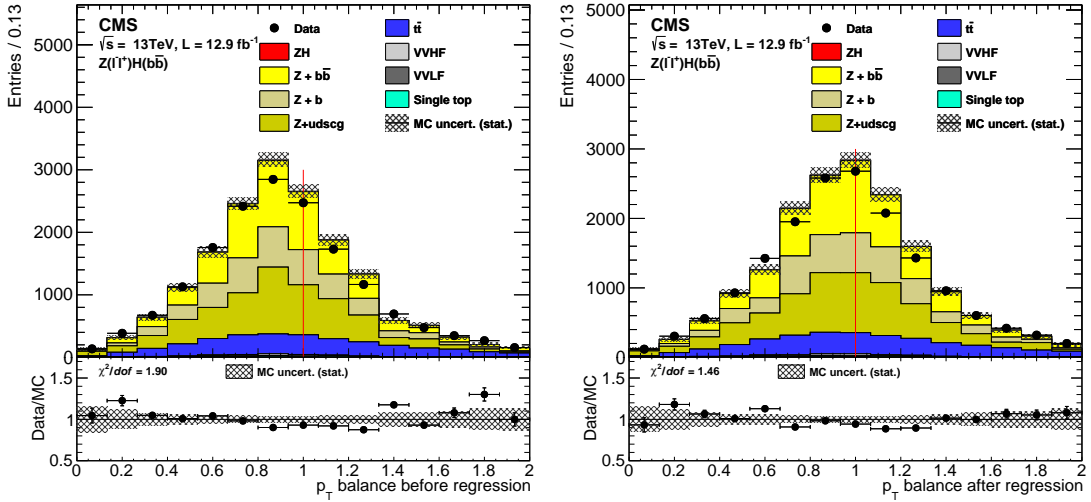 CMS
√s = 13TeV, L = 12.9 fb⁻¹
Z(l⁻l⁺)H(bb̄)
Data
ZH
Z + bb̄
Z + b
Z+udscg
tt̄
VVHF
VVLF
Single top
MC uncert. (stat.)
Entries / 0.13
5000
4000
3000
2000
1000
0
χ²/dof = 1.90
MC uncert. (stat.)
Data/MC
1.5
1
0.5
0 0.2 0.4 0.6 0.8 1 1.2 1.4 1.6 1.8 2
p_T balance before regression
CMS
√s = 13TeV, L = 12.9 fb⁻¹
Z(l⁻l⁺)H(bb̄)
Data
ZH
Z + bb̄
Z + b
Z+udscg
tt̄
VVHF
VVLF
Single top
MC uncert. (stat.)
Entries / 0.13
5000
4000
3000
2000
1000
0
χ²/dof = 1.46
MC uncert. (stat.)
Data/MC
1.5
1
0.5
0 0.2 0.4 0.6 0.8 1 1.2 1.4 1.6 1.8 2
p_T balance after regression